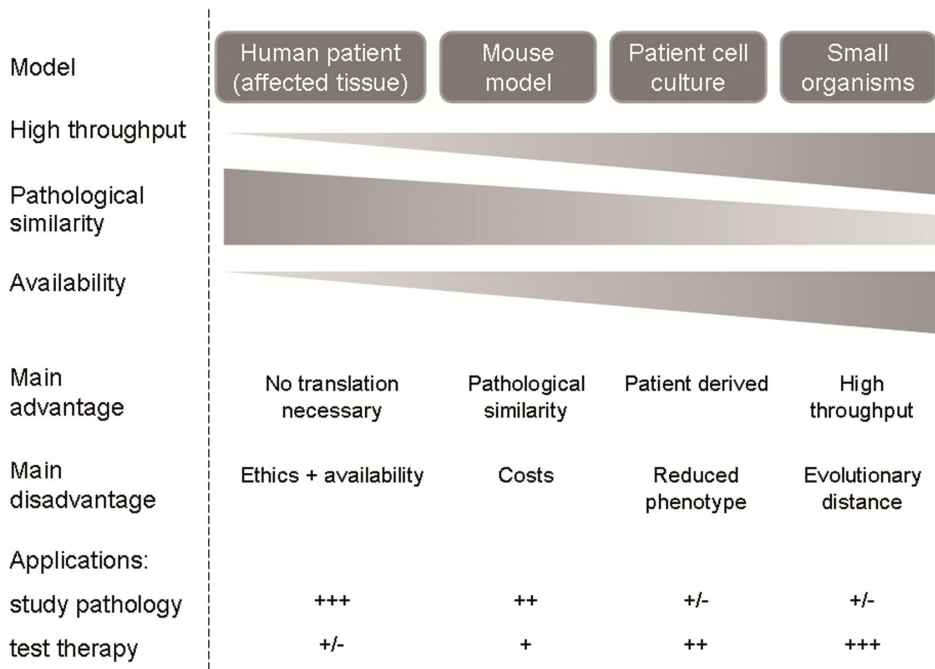 Model
Human patient
(affected tissue)
Mouse
model
Patient cell
culture
Small
organisms
High throughput
Pathological
similarity
Availability
Main
advantage
No translation
necessary
Pathological
similarity
Patient derived
High
throughput
Main
disadvantage
Ethics + availability
Costs
Reduced
phenotype
Evolutionary
distance
Applications:
study pathology +++ ++ +/- +/-
test therapy +/- + ++ +++